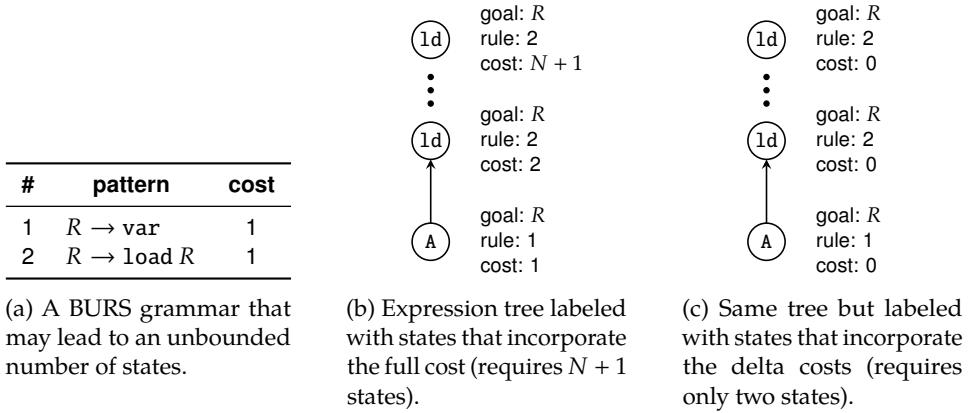 # pattern cost
1 R → var 1
2 R → load R 1
(a) A BURS grammar that
may lead to an unbounded
number of states.
ld
goal: R
rule: 2
cost: N + 1
ld
goal: R
rule: 2
cost: 2
A
goal: R
rule: 1
cost: 1
(b) Expression tree labeled
with states that incorporate
the full cost (requires N + 1
states).
ld
goal: R
rule: 2
cost: 0
ld
goal: R
rule: 2
cost: 0
A
goal: R
rule: 1
cost: 0
(c) Same tree but labeled
with states that incorporate
the delta costs (requires
only two states).